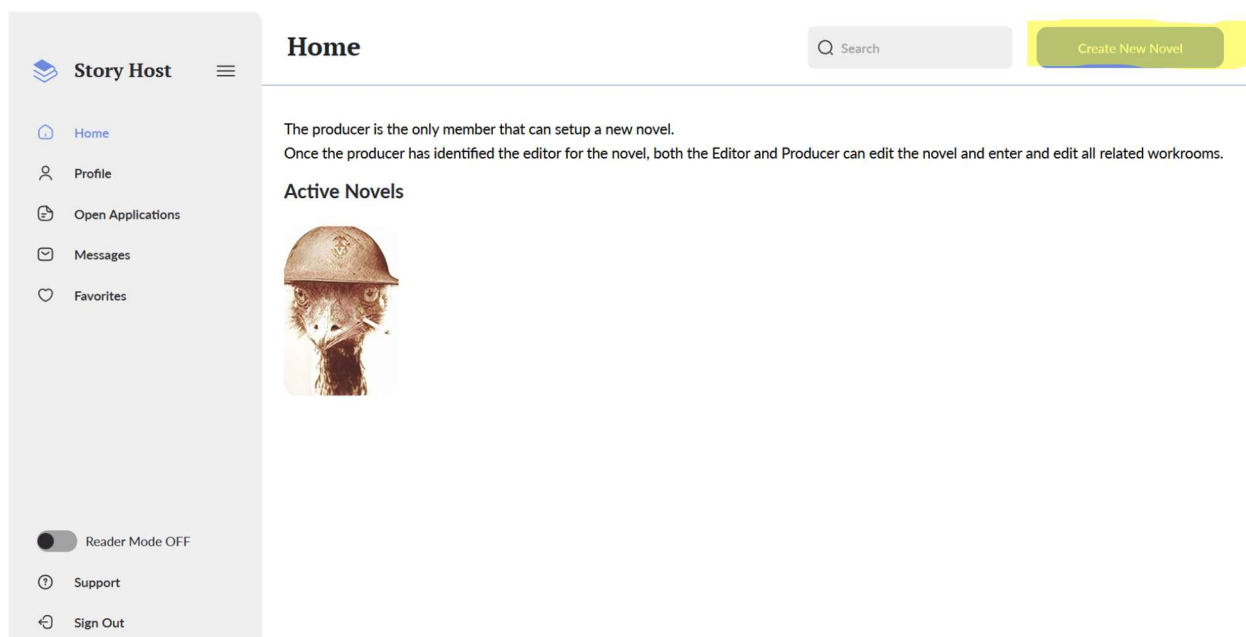 Story Host
Home
Profile
Open Applications
Messages
Favorites
Reader Mode OFF
Support
Sign Out
Home
Search
Create New Novel
The producer is the only member that can setup a new novel.
Once the producer has identified the editor for the novel, both the Editor and Producer can edit the novel and enter and edit all related workrooms.
Active Novels